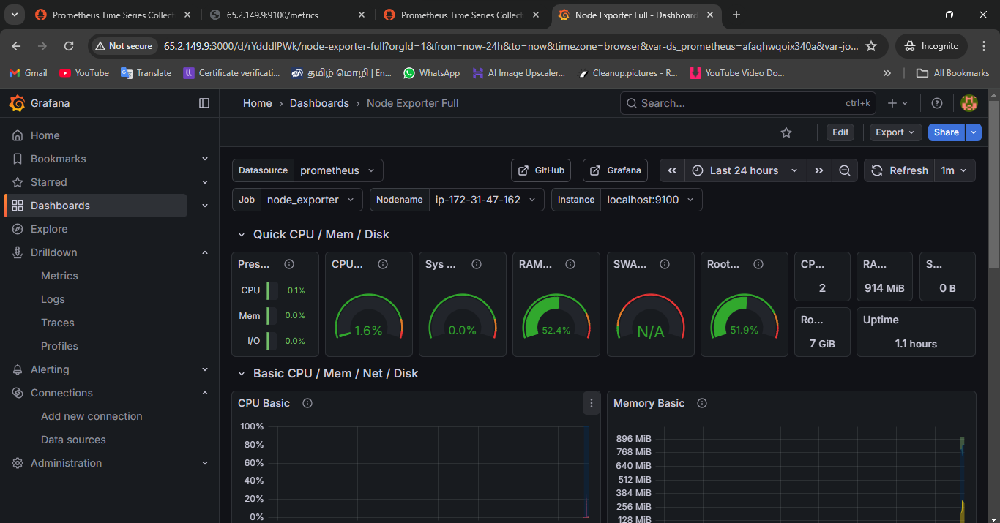 Prometheus Time Series Collect
65.2.149.9:9100/metrics
Prometheus Time Series Collect
Node Exporter Full - Dashboard
Not secure
65.2.149.9:3000/d/rYdddlPWk/node-exporter-full?orgId=1&from=now-24h&to=now&timezone=browser&var-ds_prometheus=afaqhwqoix340a&var-jo...
Incognito
Gmail
YouTube
Translate
Certificate verificati...
தமிழ் மொழி | En...
WhatsApp
AI Image Upscaler...
Cleanup.pictures - R...
YouTube Video Do...
All Bookmarks
Grafana
Home › Dashboards › Node Exporter Full
Search...
ctrl+k
Edit
Export
Share
Home
Bookmarks
Starred
Dashboards
Explore
Drilldown
Metrics
Logs
Traces
Profiles
Alerting
Connections
Add new connection
Data sources
Administration
Datasource prometheus
GitHub
Grafana
Last 24 hours
Refresh 1m
Job node_exporter
Nodename ip-172-31-47-162
Instance localhost:9100
Quick CPU / Mem / Disk
Pres...
CPU 0.1%
Mem 0.0%
I/O 0.0%
CPU...
1.6%
Sys ...
0.0%
RAM...
52.4%
SWA...
N/A
Root...
51.9%
CP...
2
RA...
914 MiB
S...
0 B
Ro...
7 GiB
Uptime
1.1 hours
Basic CPU / Mem / Net / Disk
CPU Basic
100%
80%
60%
40%
20%
0%
Memory Basic
896 MiB
768 MiB
640 MiB
512 MiB
384 MiB
256 MiB
128 MiB